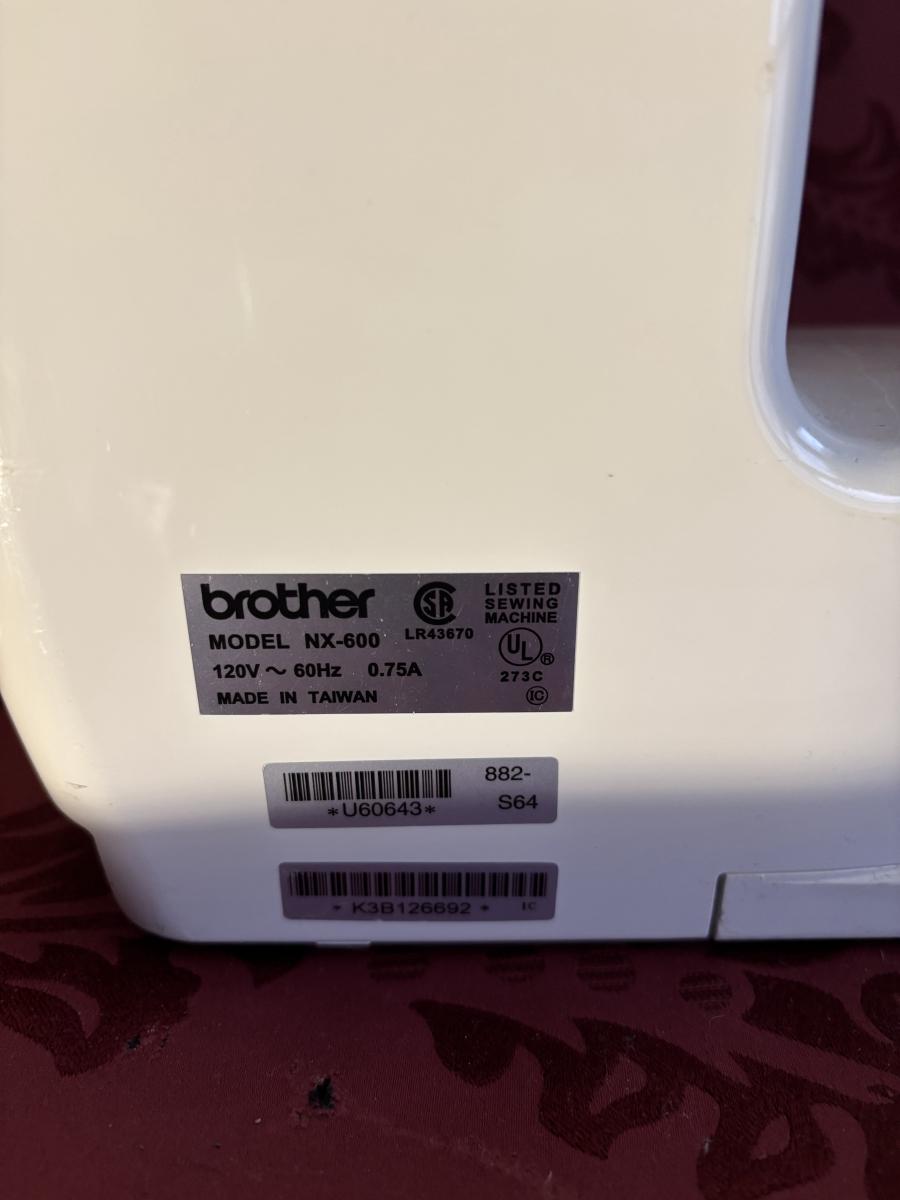 brother
MODEL NX-600
120V ~ 60Hz 0.75A
MADE IN TAIWAN
SA
LR43670
LISTED
SEWING
MACHINE
UL ®
273C
IC
*U60643*
882-
S64
* K3B126692 * IC